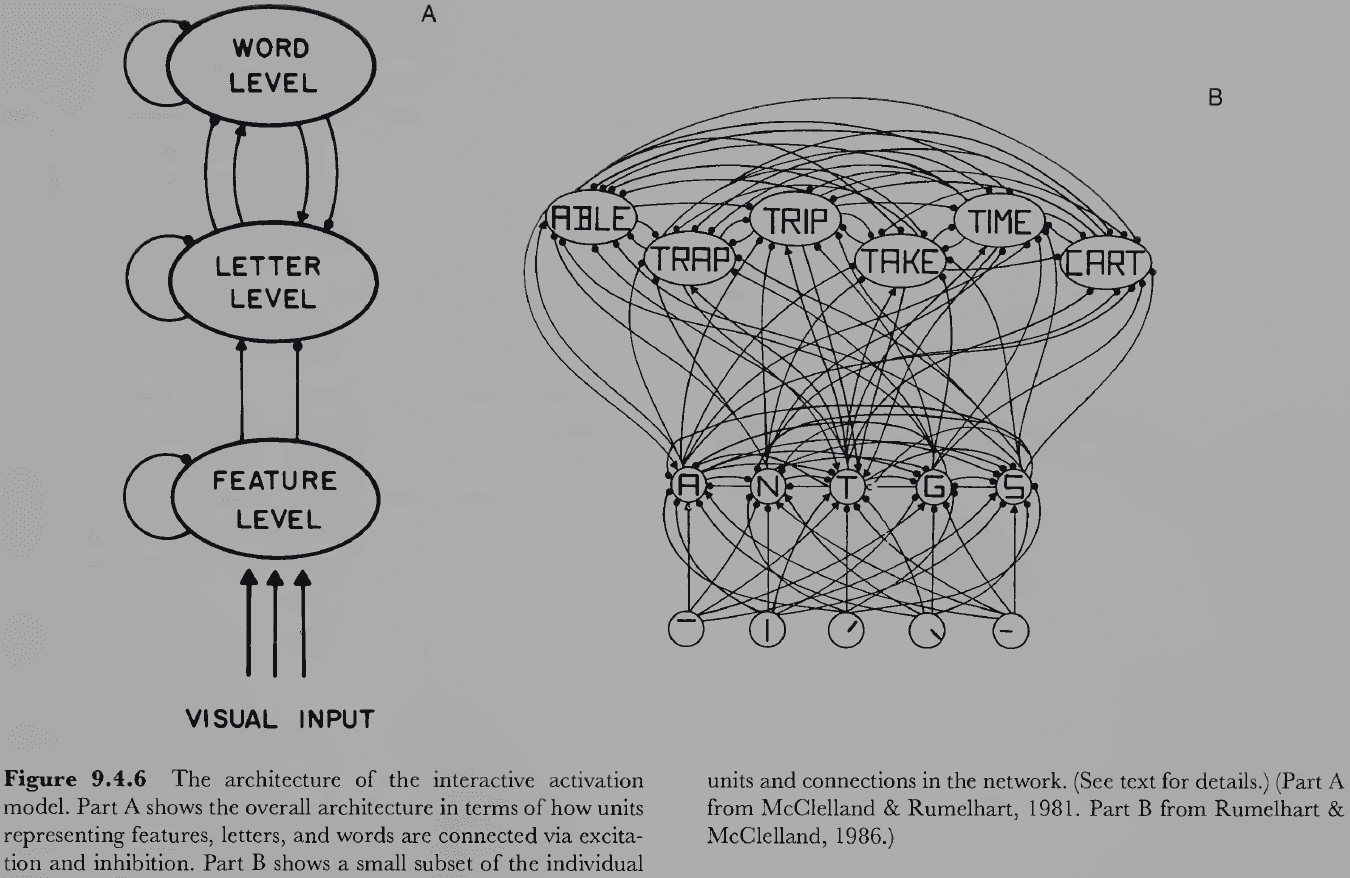 A
WORD
LEVEL
LETTER
LEVEL
FEATURE
LEVEL
VISUAL INPUT
B
ABLE
TRIP
TIME
TRAP
TAKE
CART
A N T G S
Figure 9.4.6 The architecture of the interactive activation
model. Part A shows the overall architecture in terms of how units
representing features, letters, and words are connected via excita-
tion and inhibition. Part B shows a small subset of the individual
units and connections in the network. (See text for details.) (Part A
from McClelland & Rumelhart, 1981. Part B from Rumelhart &
McClelland, 1986.)